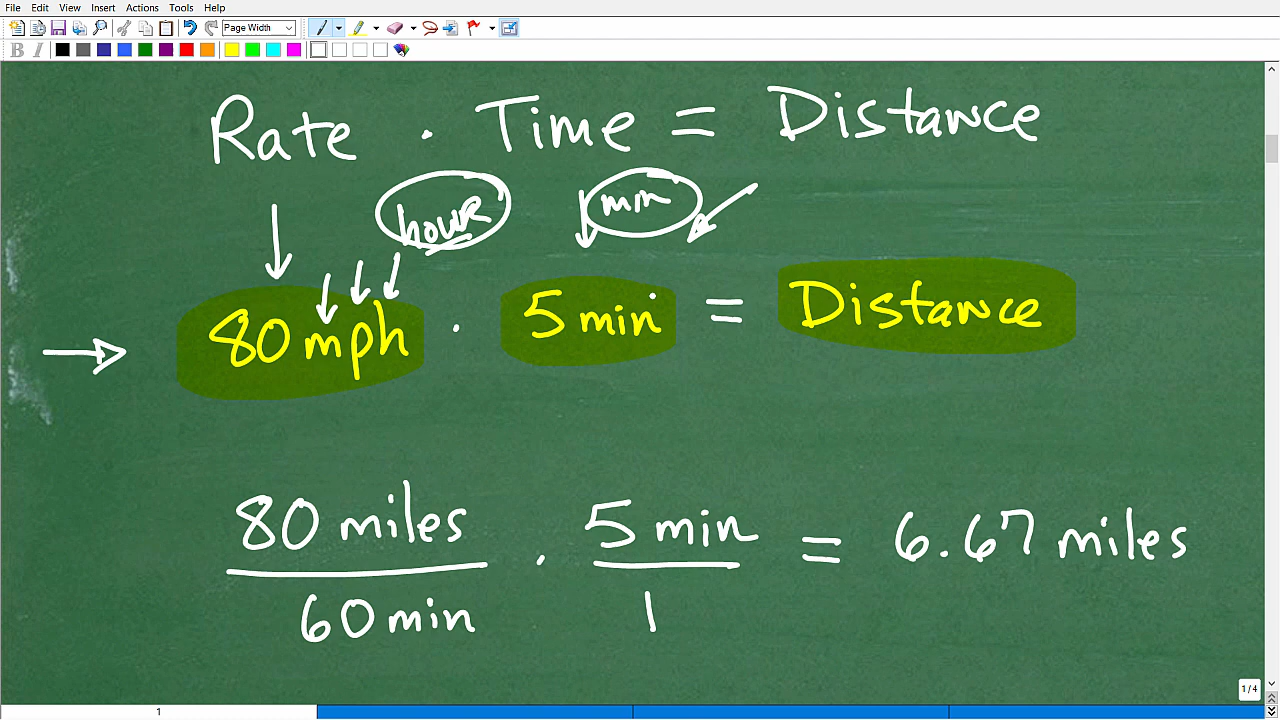 File Edit View Insert Actions Tools Help
Page Width
B I
Rate · Time = Distance
hour min
80 mph · 5 min = Distance
80 miles · 5 min = 6.67 miles
60 min 1
1/4
1